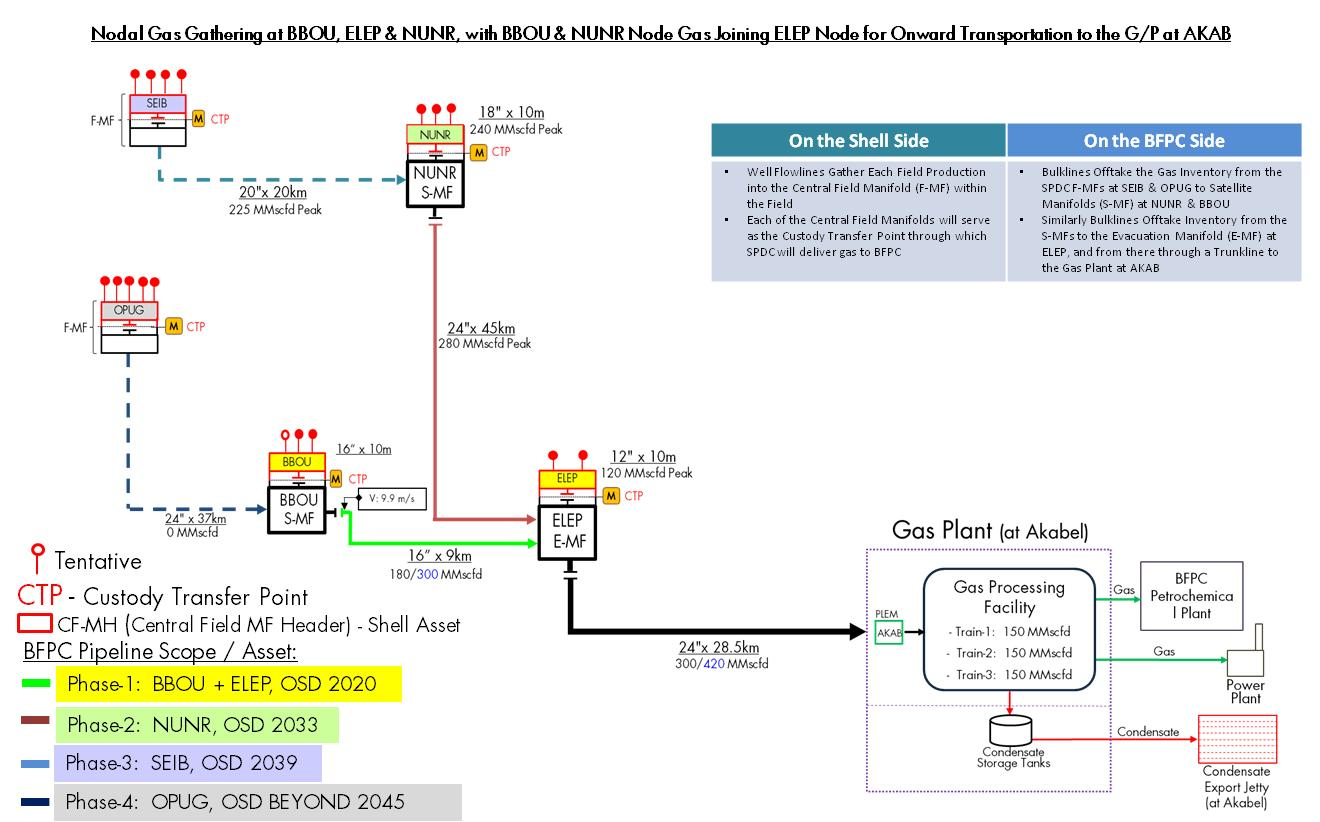 Nodal Gas Gathering at BBOU, ELEP & NUNR, with BBOU & NUNR Node Gas Joining ELEP Node for Onward Transportation to the G/P at AKAB
SEIB
F-MF
M
CTP
20"x 20km
225 MMscfd Peak
NUNR
M
CTP
NUNR
S-MF
18" x 10m
240 MMscfd Peak
On the Shell Side
▪ Well Flowlines Gather Each Field Production
into the Central Field Manifold (F-MF) within
the Field
▪ Each of the Central Field Manifolds will serve
as the Custody Transfer Point through which
SPDC will deliver gas to BFPC
On the BFPC Side
▪ Bulklines Offtake the Gas Inventory from the
SPDC F-MFs at SEIB & OPUG to Satellite
Manifolds (S-MF) at NUNR & BBOU
▪ Similarly Bulklines Offtake Inventory from the
S-MFs to the Evacuation Manifold (E-MF) at
ELEP, and from there through a Trunkline to
the Gas Plant at AKAB
OPUG
F-MF
M
CTP
24"x 45km
280 MMscfd Peak
BBOU
M
CTP
BBOU
S-MF
16" x 10m
V: 9.9 m/s
24" x 37km
0 MMscfd
16" x 9km
180/300 MMscfd
ELEP
M
CTP
ELEP
E-MF
12" x 10m
120 MMscfd Peak
24"x 28.5km
300/420 MMscfd
Gas Plant (at Akabel)
PLEM
AKAB
Gas Processing
Facility
- Train-1: 150 MMscfd
- Train-2: 150 MMscfd
- Train-3: 150 MMscfd
Gas
BFPC
Petrochemica
l Plant
Gas
Power
Plant
Condensate
Storage Tanks
Condensate
Condensate
Export Jetty
(at Akabel)
Tentative
CTP - Custody Transfer Point
CF-MH (Central Field MF Header) - Shell Asset
BFPC Pipeline Scope / Asset:
Phase-1: BBOU + ELEP, OSD 2020
Phase-2: NUNR, OSD 2033
Phase-3: SEIB, OSD 2039
Phase-4: OPUG, OSD BEYOND 2045